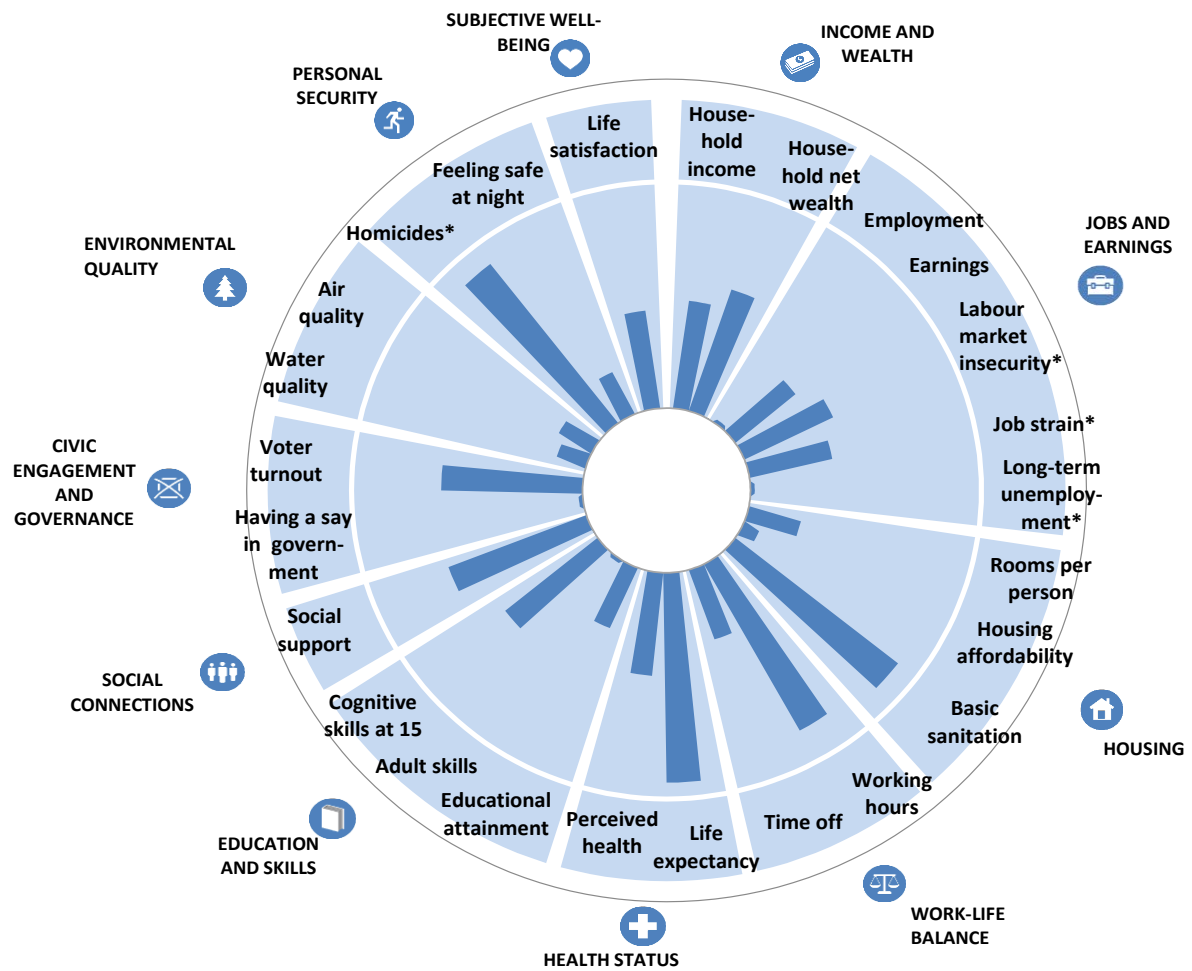 SUBJECTIVE WELL-
BEING
INCOME AND
WEALTH
PERSONAL
SECURITY
House-
hold
income
Life
satisfaction
House-
hold net
wealth
Feeling safe
at night
Employment
JOBS AND
EARNINGS
Homicides*
ENVIRONMENTAL
QUALITY
Earnings
Air
quality
Labour
market
insecurity*
Water
quality
Job strain*
Voter
turnout
CIVIC
ENGAGEMENT
AND
GOVERNANCE
Long-term
unemploy-
ment*
Having a say
in govern-
ment
Rooms per
person
Social
support
Housing
affordability
SOCIAL
CONNECTIONS
Cognitive
skills at 15
Basic
sanitation
HOUSING
Adult skills
Working
hours
Educational
attainment
Perceived
health
Life
expectancy
Time off
EDUCATION
AND SKILLS
WORK-LIFE
BALANCE
HEALTH STATUS